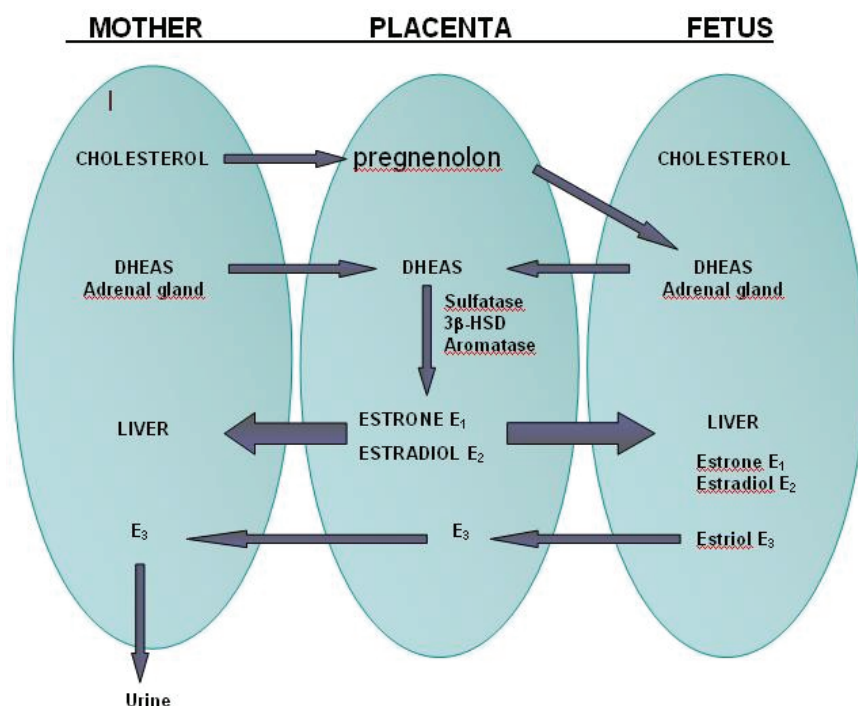 MOTHER
PLACENTA
FETUS
CHOLESTEROL
pregnenolon
CHOLESTEROL
DHEAS
Adrenal gland
DHEAS
DHEAS
Adrenal gland
Sulfatase
3β-HSD
Aromatase
LIVER
ESTRONE E₁
ESTRADIOL E₂
LIVER
Estrone E₁
Estradiol E₂
E₃
E₃
Estriol E₃
Urine